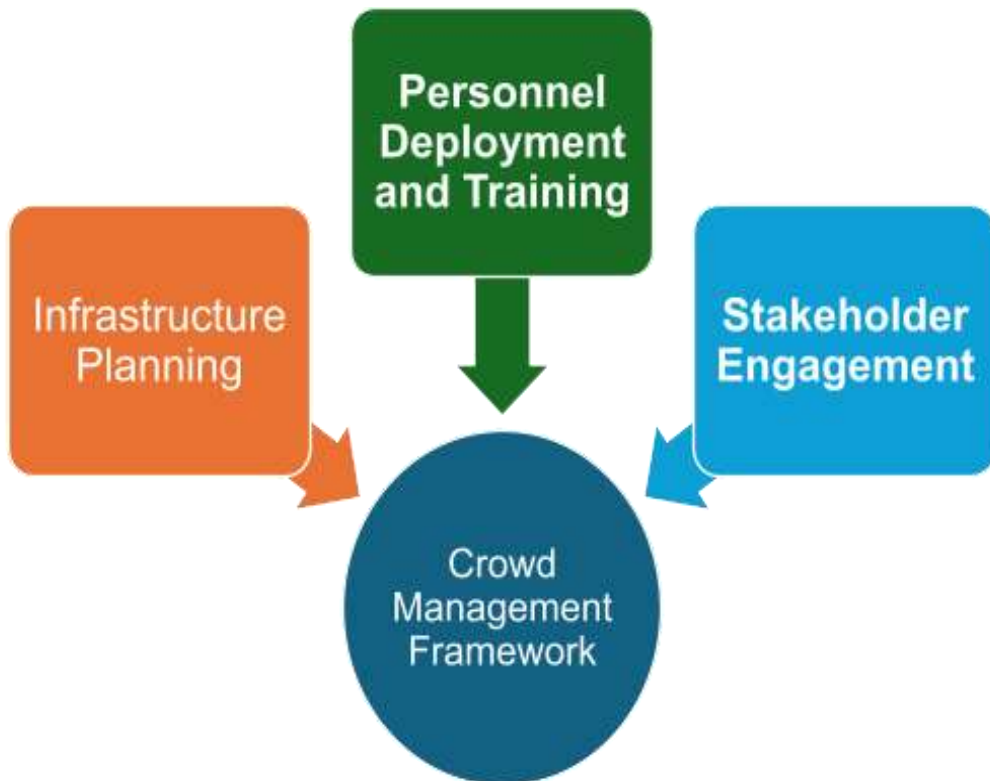 Personnel
Deployment
and Training
Infrastructure
Planning
Stakeholder
Engagement
Crowd
Management
Framework